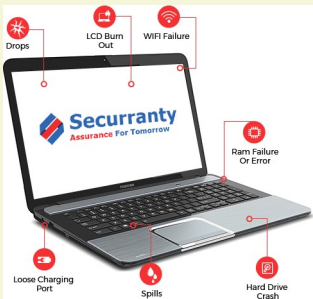 Drops
LCD Burn
Out
WIFI Failure
Securranty
Assurance For Tomorrow
TOSHIBA
Ram Failure
Or Error
Loose Charging
Port
Spills
Hard Drive
Crash